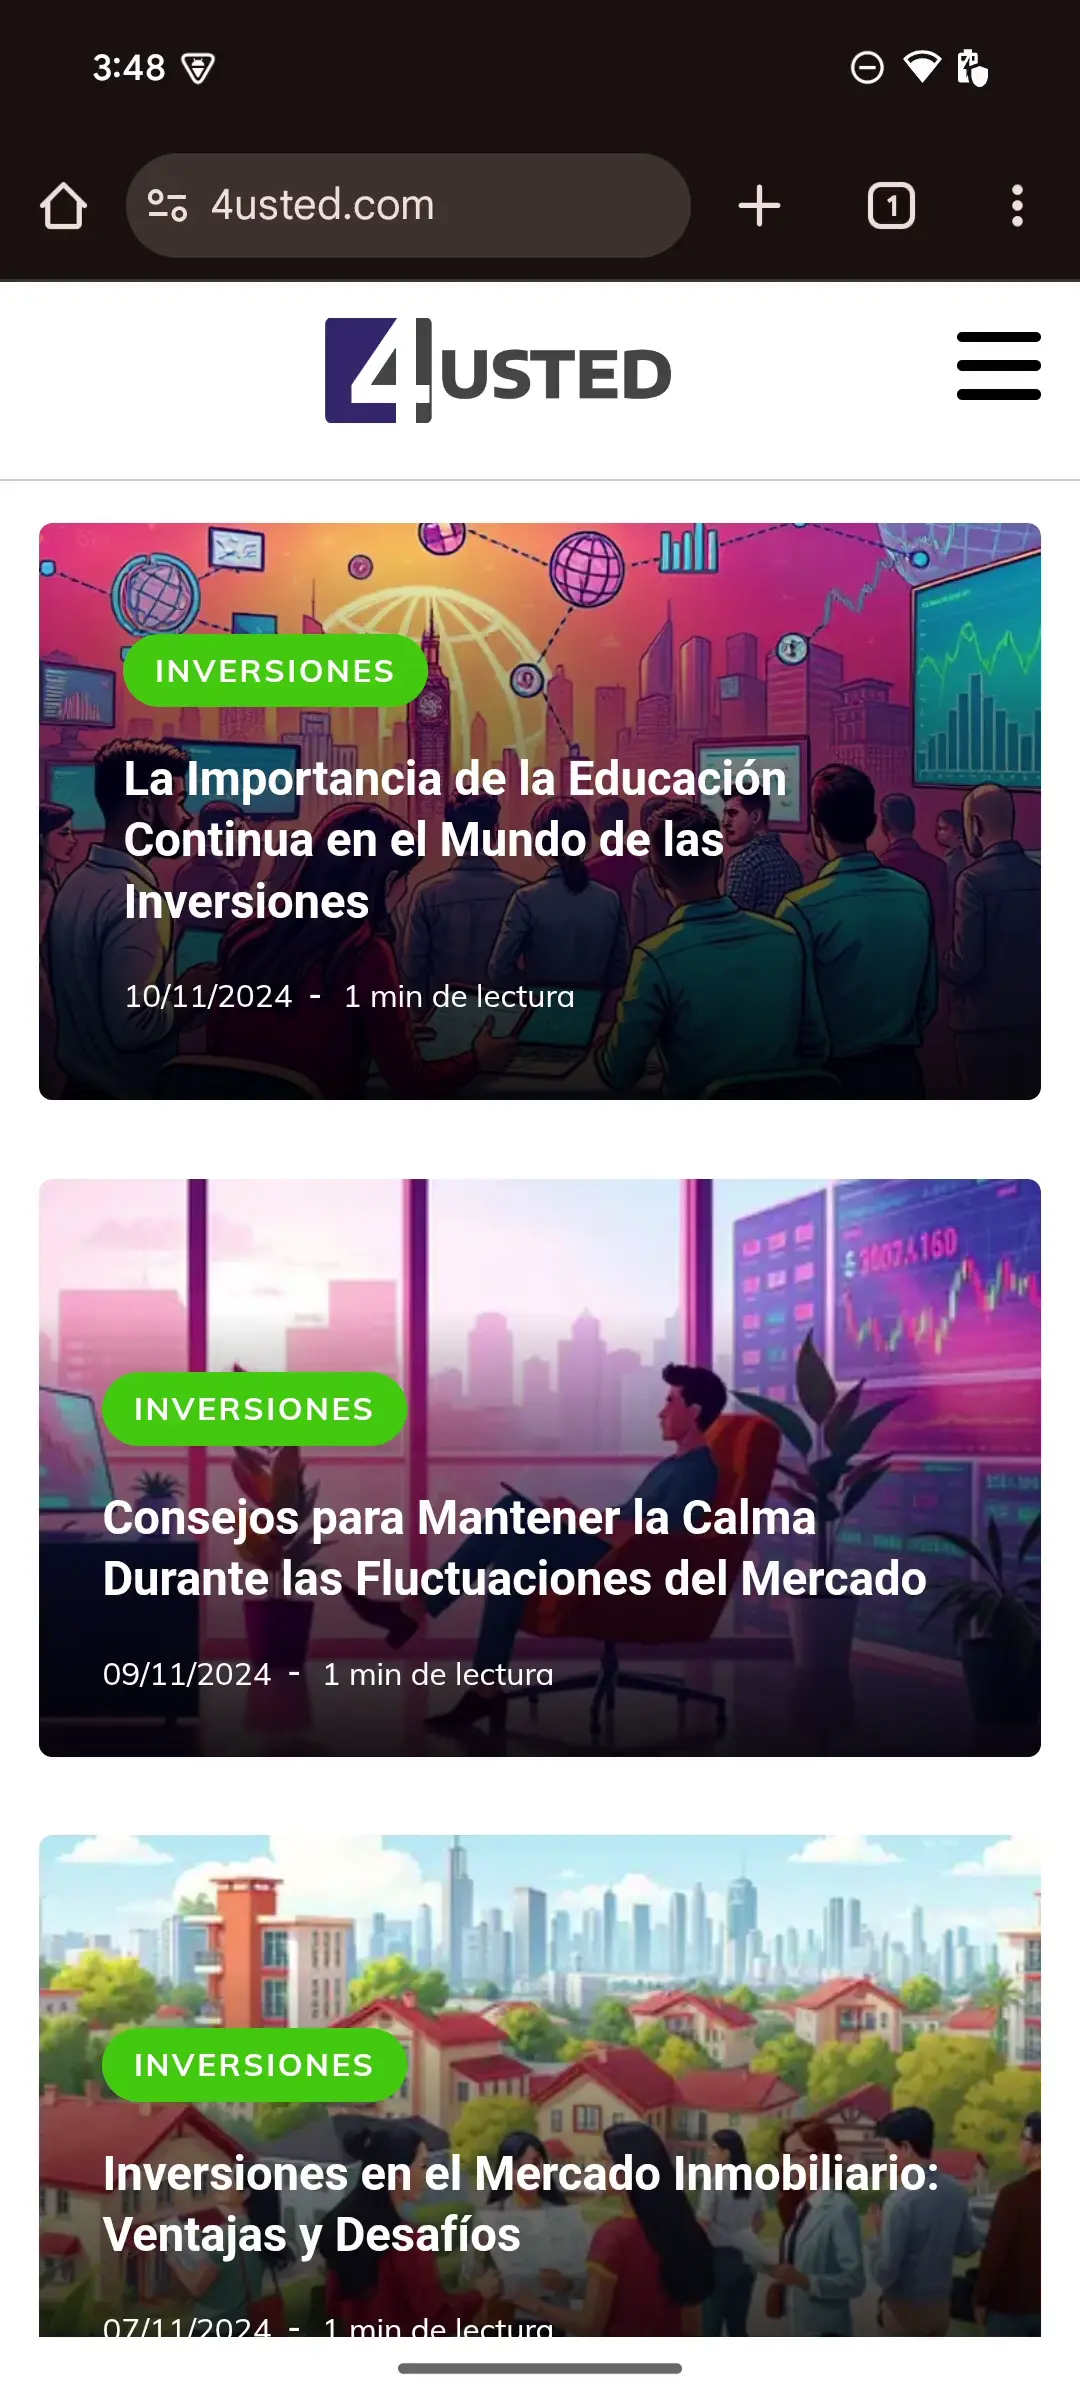 3:48
4usted.com
1
4USTED
INVERSIONES
La Importancia de la Educación
Continua en el Mundo de las
Inversiones
10/11/2024 - 1 min de lectura
INVERSIONES
Consejos para Mantener la Calma
Durante las Fluctuaciones del Mercado
09/11/2024 - 1 min de lectura
INVERSIONES
Inversiones en el Mercado Inmobiliario:
Ventajas y Desafíos
07/11/2024 - 1 min de lectura